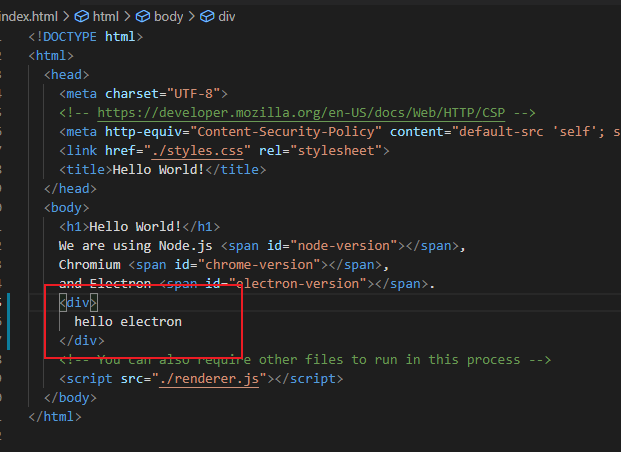 index.html > html > body > div
<!DOCTYPE html>
<html>
<head>
<meta charset="UTF-8">
<!-- https://developer.mozilla.org/en-US/docs/Web/HTTP/CSP -->
<meta http-equiv="Content-Security-Policy" content="default-src 'self'; s
<link href="./styles.css" rel="stylesheet">
<title>Hello World!</title>
</head>
<body>
<h1>Hello World!</h1>
We are using Node.js <span id="node-version"></span>,
Chromium <span id="chrome-version"></span>,
and Electron <span id="electron-version"></span>.
<div>
hello electron
</div>
<!-- You can also require other files to run in this process -->
<script src="./renderer.js"></script>
</body>
</html>